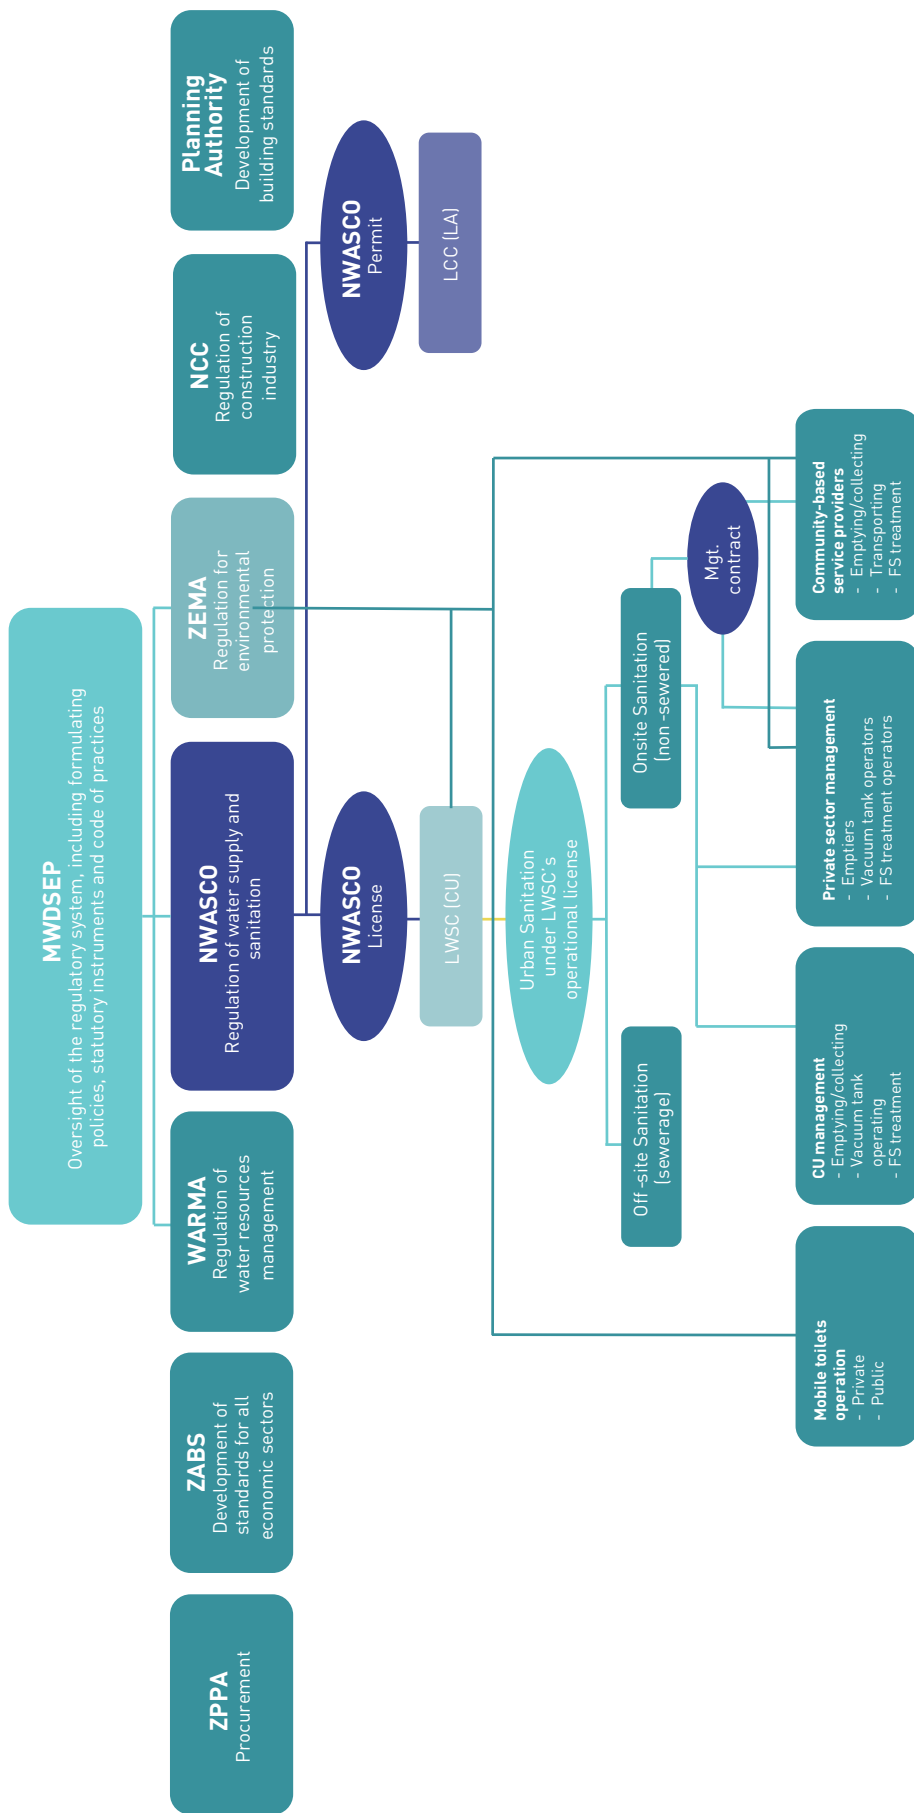 MWDSEP
Oversight of the regulatory system, including formulating
policies, statutory instruments and code of practices
ZPPA
Procurement
ZABS
Development of
standards for all
economic sectors
WARMA
Regulation of
water resources
management
NWASCO
Regulation of water supply and
sanitation
ZEMA
Regulation for
environmental
protection
NCC
Regulation of
construction
industry
Planning
Authority
Development of
building standards
NWASCO
License
NWASCO
Permit
LWSC (CU)
LCC (LA)
Urban Sanitation
under LWSC's
operational license
Off -site Sanitation
(sewerage)
Onsite Sanitation
(non -sewered)
Mgt.
contract
Mobile toilets
operation
- Private
- Public
CU management
- Emptying/collecting
- Vacuum tank
operating
- FS treatment
Private sector management
- Emptiers
- Vacuum tank operators
- FS treatment operators
Community-based
service providers
- Emptying/collecting
- Transporting
- FS treatment